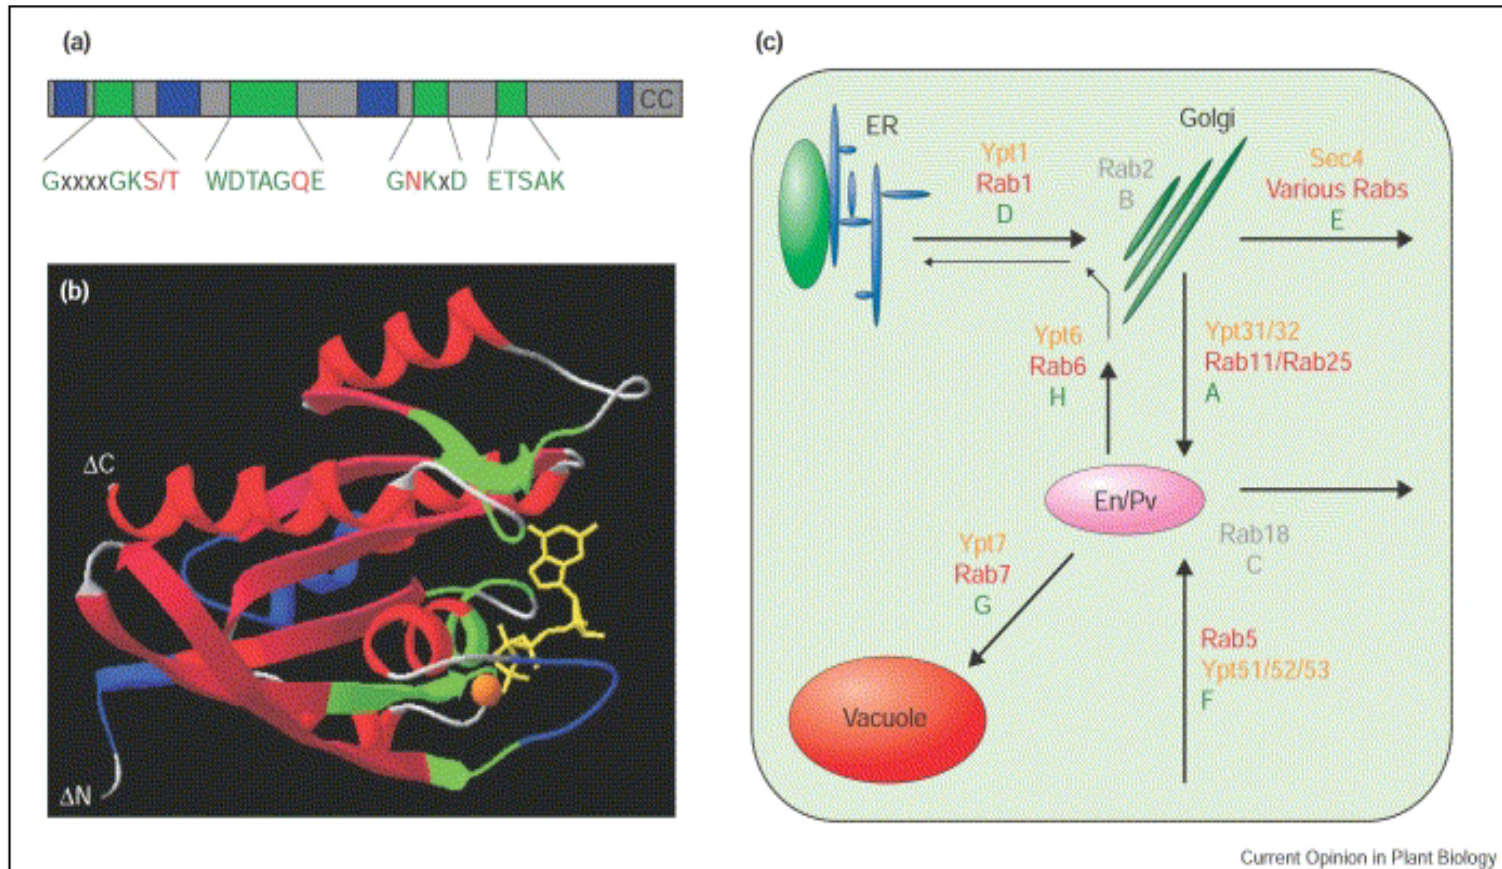 (a)
CC
GxxxxGKS/T WDTAGQE GNKxD ETSAK
(b)
ΔC
ΔN
(c)
ER
Golgi
Ypt1
Rab1
D
Rab2
B
Sec4
Various Rabs
E
Ypt6
Rab6
H
Ypt31/32
Rab11/Rab25
A
En/Pv
Rab18
C
Ypt7
Rab7
G
Rab5
Ypt51/52/53
F
Vacuole
Current Opinion in Plant Biology